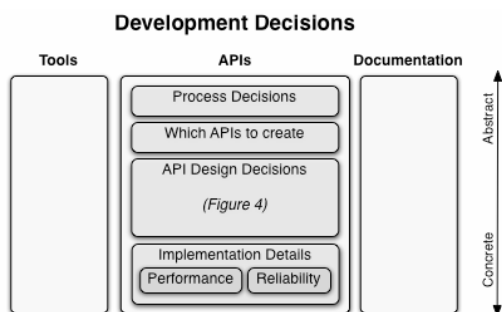 Development Decisions
Tools
APIs
Documentation
Process Decisions
Which APIs to create
API Design Decisions
(Figure 4)
Implementation Details
Performance
Reliability
Abstract
Concrete